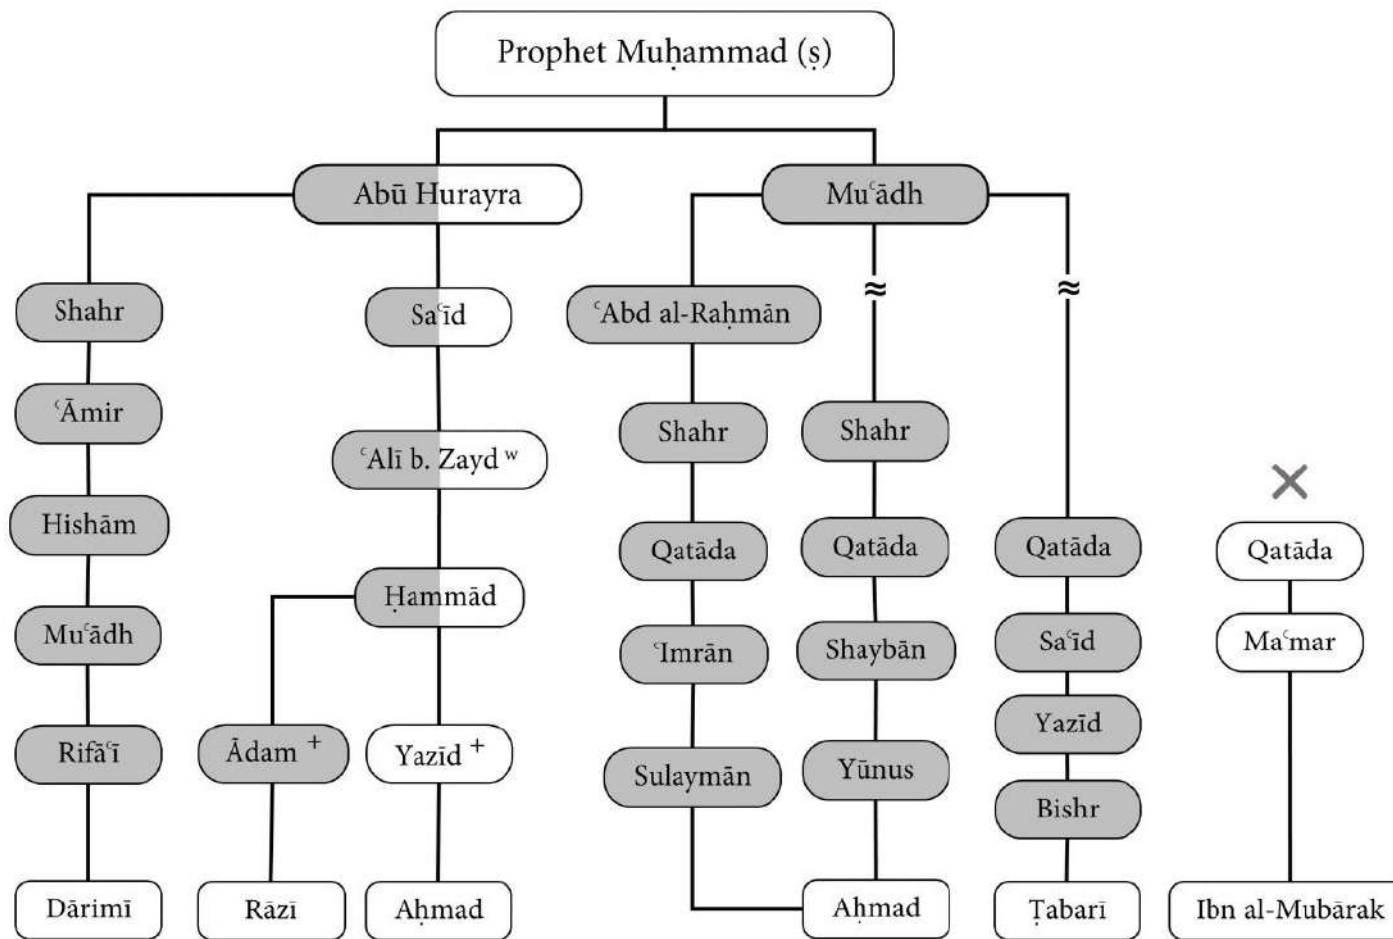 Prophet Muḥammad (ṣ)
Abū Hurayra
Muʿādh
Shahr
Saʿīd
ʿAbd al-Raḥmān
≈
≈
ʿĀmir
ʿAlī b. Zayd ʷ
Shahr
Shahr
Hishām
Qatāda
Qatāda
Qatāda
Qatāda
Muʿādh
Ḥammād
ʿImrān
Shaybān
Saʿīd
Maʿmar
Rifāʿī
Ādam ⁺
Yazīd ⁺
Sulaymān
Yūnus
Yazīd
Bishr
Dārimī
Rāzī
Aḥmad
Aḥmad
Ṭabarī
Ibn al-Mubārak